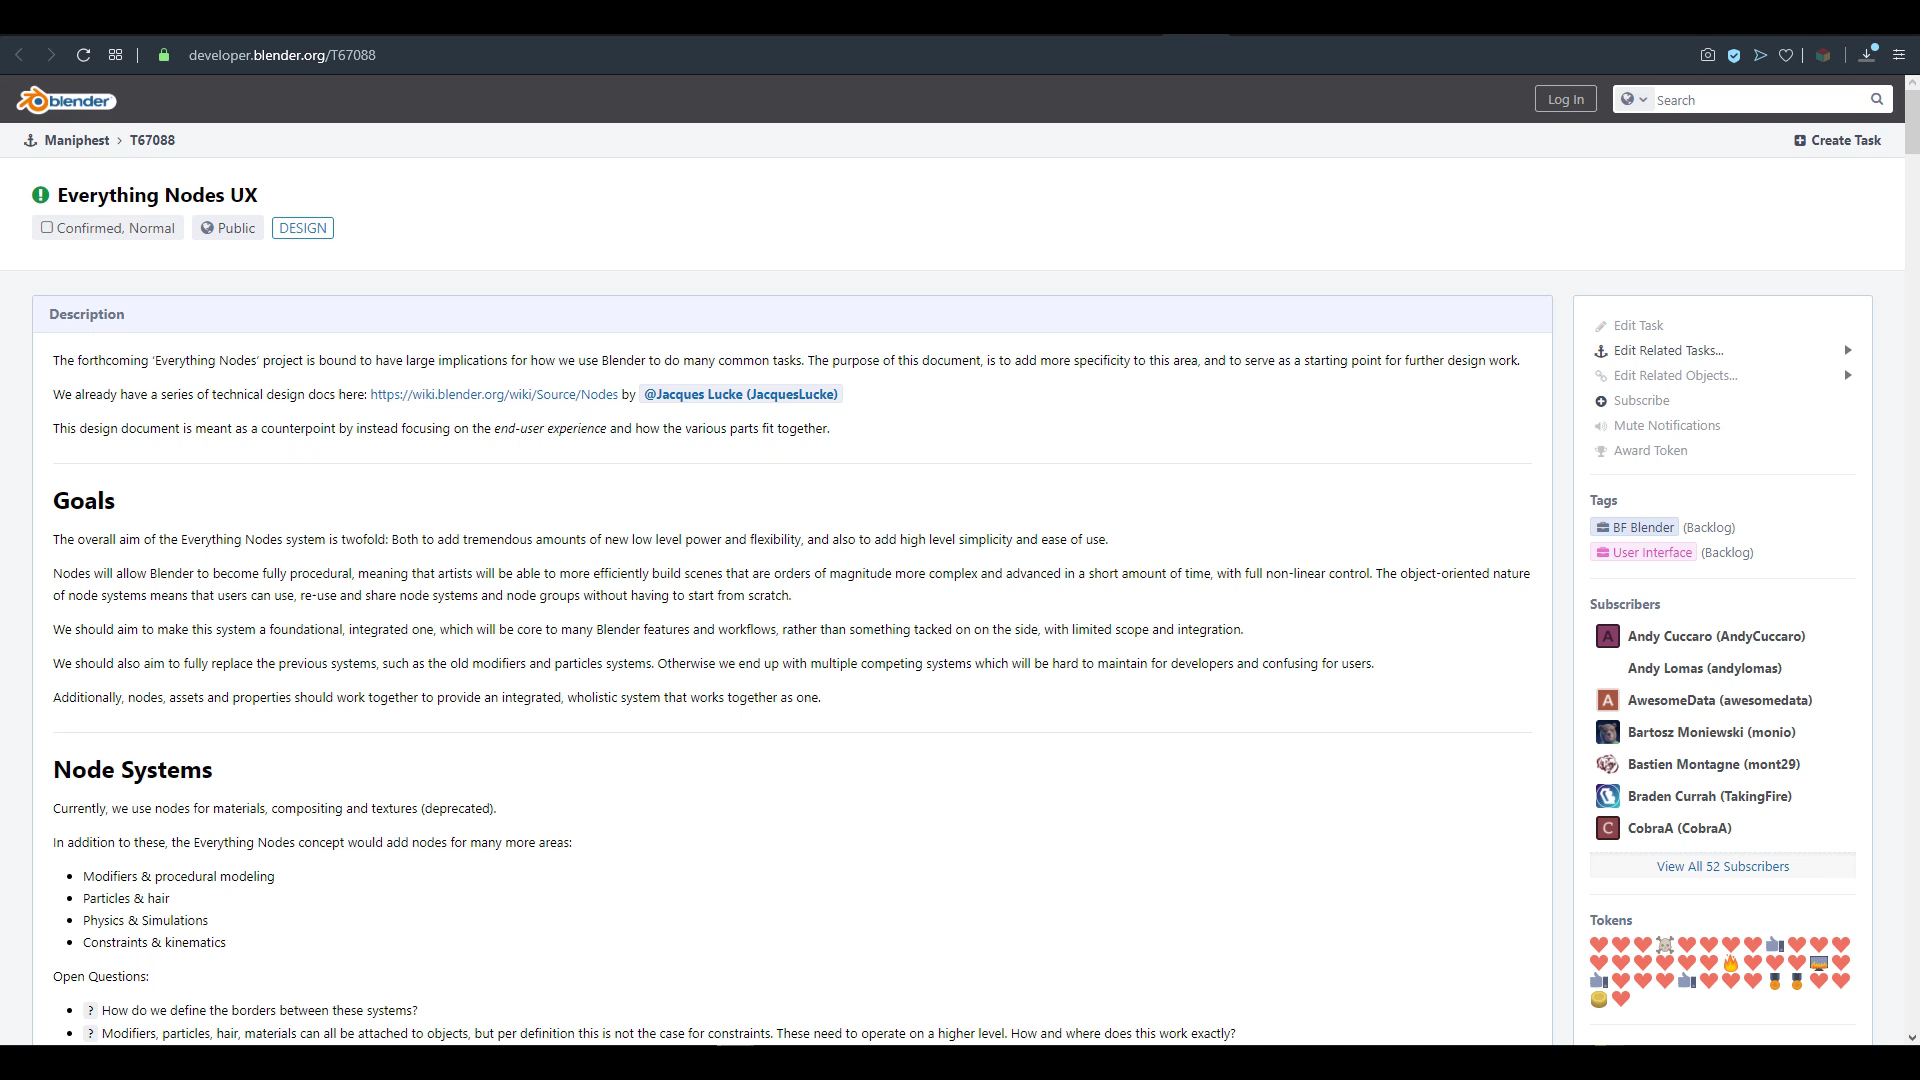 developer.blender.org/T67088
blender
Log In
Search
Maniphest > T67088
Create Task
Everything Nodes UX
Confirmed, Normal
Public
DESIGN
Description
The forthcoming 'Everything Nodes' project is bound to have large implications for how we use Blender to do many common tasks. The purpose of this document, is to add more specificity to this area, and to serve as a starting point for further design work.
We already have a series of technical design docs here: https://wiki.blender.org/wiki/Source/Nodes by @Jacques Lucke (JacquesLucke)
This design document is meant as a counterpoint by instead focusing on the end-user experience and how the various parts fit together.
Goals
The overall aim of the Everything Nodes system is twofold: Both to add tremendous amounts of new low level power and flexibility, and also to add high level simplicity and ease of use.
Nodes will allow Blender to become fully procedural, meaning that artists will be able to more efficiently build scenes that are orders of magnitude more complex and advanced in a short amount of time, with full non-linear control. The object-oriented nature
of node systems means that users can use, re-use and share node systems and node groups without having to start from scratch.
We should aim to make this system a foundational, integrated one, which will be core to many Blender features and workflows, rather than something tacked on on the side, with limited scope and integration.
We should also aim to fully replace the previous systems, such as the old modifiers and particles systems. Otherwise we end up with multiple competing systems which will be hard to maintain for developers and confusing for users.
Additionally, nodes, assets and properties should work together to provide an integrated, wholistic system that works together as one.
Node Systems
Currently, we use nodes for materials, compositing and textures (deprecated).
In addition to these, the Everything Nodes concept would add nodes for many more areas:
• Modifiers & procedural modeling
• Particles & hair
• Physics & Simulations
• Constraints & kinematics
Open Questions:
• ? How do we define the borders between these systems?
• ? Modifiers, particles, hair, materials can all be attached to objects, but per definition this is not the case for constraints. These need to operate on a higher level. How and where does this work exactly?
Edit Task
Edit Related Tasks...
Edit Related Objects...
Subscribe
Mute Notifications
Award Token
Tags
BF Blender (Backlog)
User Interface (Backlog)
Subscribers
A Andy Cuccaro (AndyCuccaro)
Andy Lomas (andylomas)
A AwesomeData (awesomedata)
Bartosz Moniewski (monio)
Bastien Montagne (mont29)
Braden Currah (TakingFire)
C CobraA (CobraA)
View All 52 Subscribers
Tokens